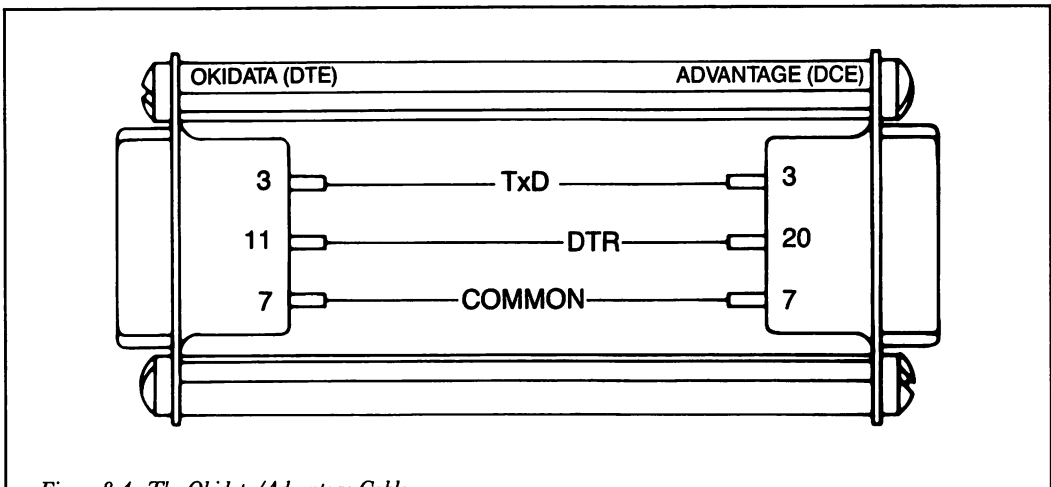 OKIDATA (DTE) ADVANTAGE (DCE)
3 TxD 3
11 DTR 20
7 COMMON 7